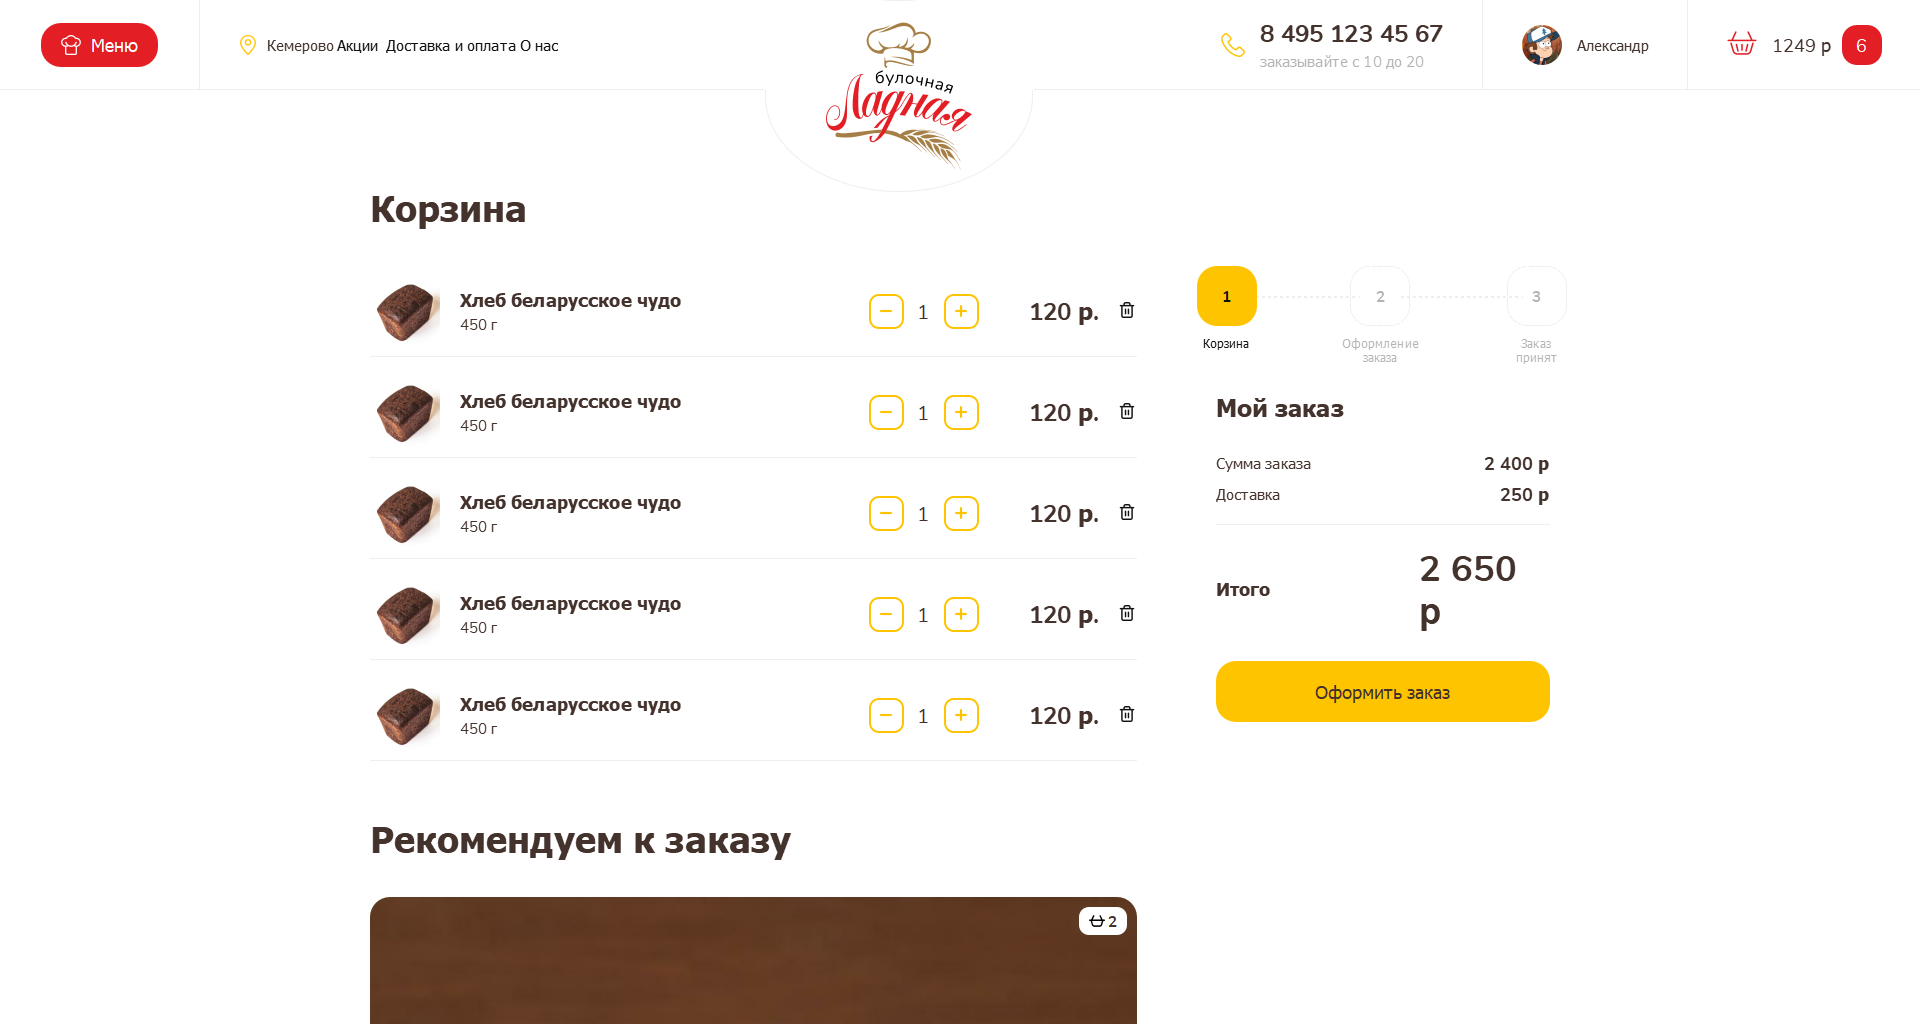 Меню
Кемерово Акции Доставка и оплата О нас
булочная
Ладная
8 495 123 45 67
заказывайте с 10 до 20
Александр
1249 р 6
Корзина
Хлеб беларусское чудо
450 г
1
120 р.
Хлеб беларусское чудо
450 г
1
120 р.
Хлеб беларусское чудо
450 г
1
120 р.
Хлеб беларусское чудо
450 г
1
120 р.
Хлеб беларусское чудо
450 г
1
120 р.
1 2 3
Корзина
Оформление
заказа
Заказ
принят
Мой заказ
Сумма заказа 2 400 р
Доставка 250 р
Итого
2 650
р
Оформить заказ
Рекомендуем к заказу
2